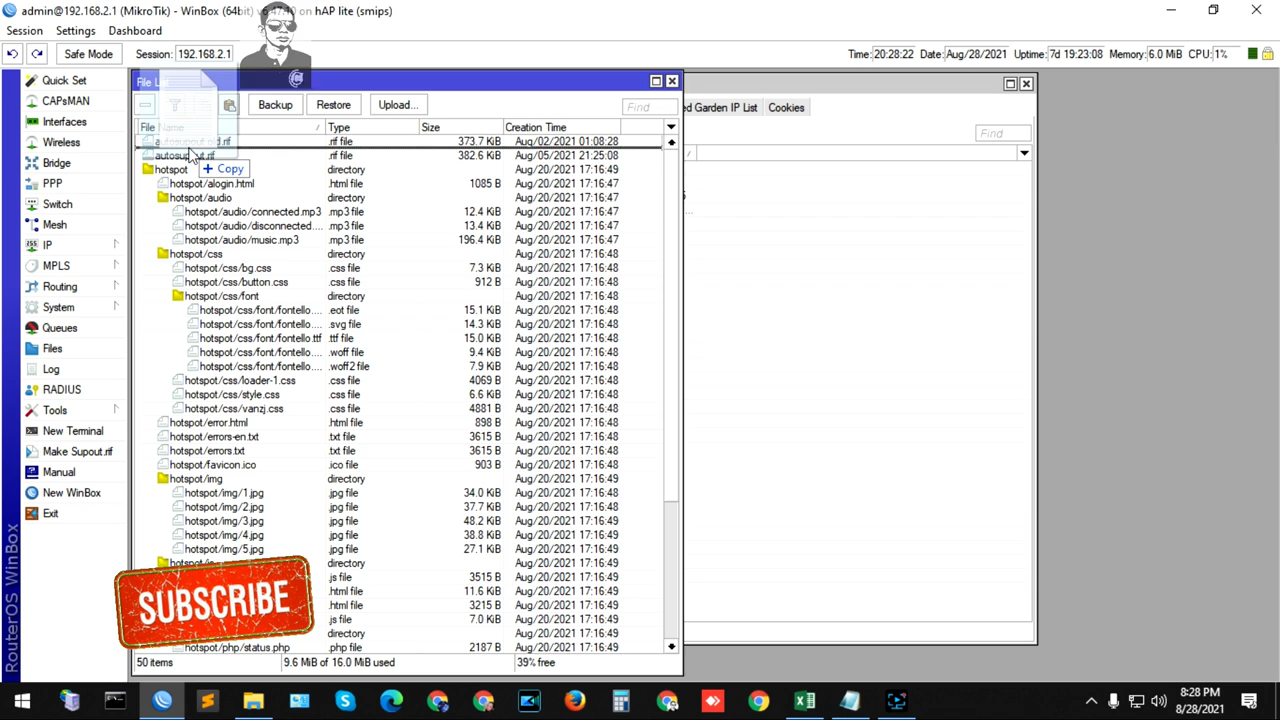 admin@192.168.2.1 (MikroTik) - WinBox (64bit) v6.47.10 on hAP lite (smips)
Session Settings Dashboard
Safe Mode Session: 192.168.2.1 Time: 20:28:22 Date: Aug/28/2021 Uptime: 7d 19:23:08 Memory: 6.0 MiB CPU: 1%
Quick Set
CAPsMAN
Interfaces
Wireless
Bridge
PPP
Switch
Mesh
IP
MPLS
Routing
System
Queues
Files
Log
RADIUS
Tools
New Terminal
Make Supout.rif
Manual
New WinBox
Exit
RouterOS WinBox
File List
Backup Restore Upload... Find
File Name Type Size Creation Time
autosupout.old.rif .rif file 373.7 KiB Aug/02/2021 01:08:28
autosupout.rif .rif file 382.6 KiB Aug/05/2021 21:25:08
hotspot directory Aug/20/2021 17:16:49
hotspot/alogin.html .html file 1085 B Aug/20/2021 17:16:47
hotspot/audio directory Aug/20/2021 17:16:47
hotspot/audio/connected.mp3 .mp3 file 12.4 KiB Aug/20/2021 17:16:47
hotspot/audio/disconnected.... .mp3 file 13.4 KiB Aug/20/2021 17:16:47
hotspot/audio/music.mp3 .mp3 file 196.4 KiB Aug/20/2021 17:16:47
hotspot/css directory Aug/20/2021 17:16:48
hotspot/css/bg.css .css file 7.3 KiB Aug/20/2021 17:16:48
hotspot/css/button.css .css file 912 B Aug/20/2021 17:16:48
hotspot/css/font directory Aug/20/2021 17:16:48
hotspot/css/font/fontello.... .eot file 15.1 KiB Aug/20/2021 17:16:48
hotspot/css/font/fontello.... .svg file 14.3 KiB Aug/20/2021 17:16:48
hotspot/css/font/fontello.ttf .ttf file 15.0 KiB Aug/20/2021 17:16:48
hotspot/css/font/fontello.... .woff file 9.4 KiB Aug/20/2021 17:16:48
hotspot/css/font/fontello.... .woff2 file 7.9 KiB Aug/20/2021 17:16:48
hotspot/css/loader-1.css .css file 4069 B Aug/20/2021 17:16:48
hotspot/css/style.css .css file 6.6 KiB Aug/20/2021 17:16:48
hotspot/css/vanzj.css .css file 4881 B Aug/20/2021 17:16:48
hotspot/error.html .html file 898 B Aug/20/2021 17:16:48
hotspot/errors-en.txt .txt file 3615 B Aug/20/2021 17:16:48
hotspot/errors.txt .txt file 3615 B Aug/20/2021 17:16:48
hotspot/favicon.ico .ico file 903 B Aug/20/2021 17:16:48
hotspot/img directory Aug/20/2021 17:16:49
hotspot/img/1.jpg .jpg file 34.0 KiB Aug/20/2021 17:16:48
hotspot/img/2.jpg .jpg file 37.7 KiB Aug/20/2021 17:16:48
hotspot/img/3.jpg .jpg file 48.2 KiB Aug/20/2021 17:16:49
hotspot/img/4.jpg .jpg file 38.8 KiB Aug/20/2021 17:16:49
hotspot/img/5.jpg .jpg file 27.1 KiB Aug/20/2021 17:16:49
directory Aug/20/2021 17:16:49
.js file 3515 B Aug/20/2021 17:16:49
.html file 11.6 KiB Aug/20/2021 17:16:49
.html file 3215 B Aug/20/2021 17:16:49
.js file 7.0 KiB Aug/20/2021 17:16:49
directory Aug/20/2021 17:16:49
hotspot/php/status.php .php file 2187 B Aug/20/2021 17:16:49
50 items 9.6 MiB of 16.0 MiB used 39% free
+ Copy
SUBSCRIBE
ed Garden IP List Cookies
Find
8:28 PM
8/28/2021